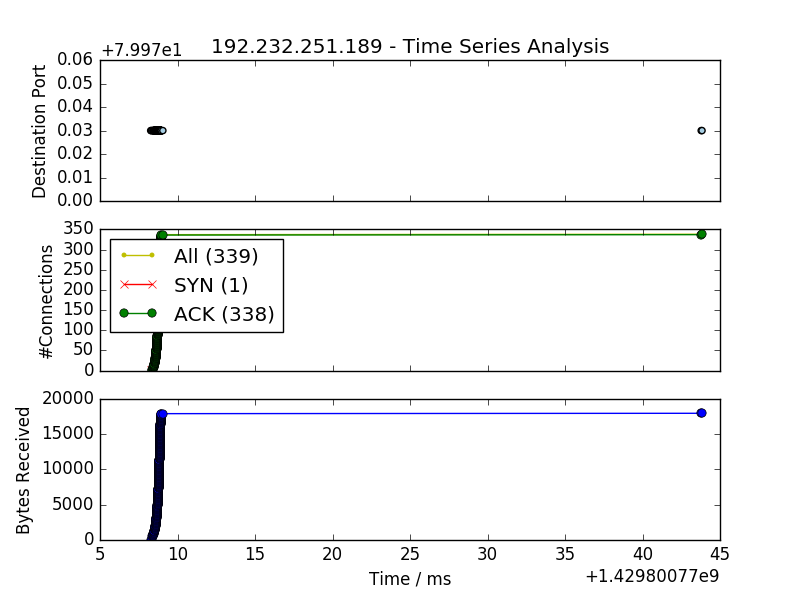 +7.997e1
192.232.251.189 - Time Series Analysis
0.06
0.05
0.04
0.03
0.02
0.01
0.00
Destination Port
350
300
250
200
150
100
50
0
#Connections
All (339)
SYN (1)
ACK (338)
20000
15000
10000
5000
0
Bytes Received
5 10 15 20 25 30 35 40 45
Time / ms
+1.42980077e9